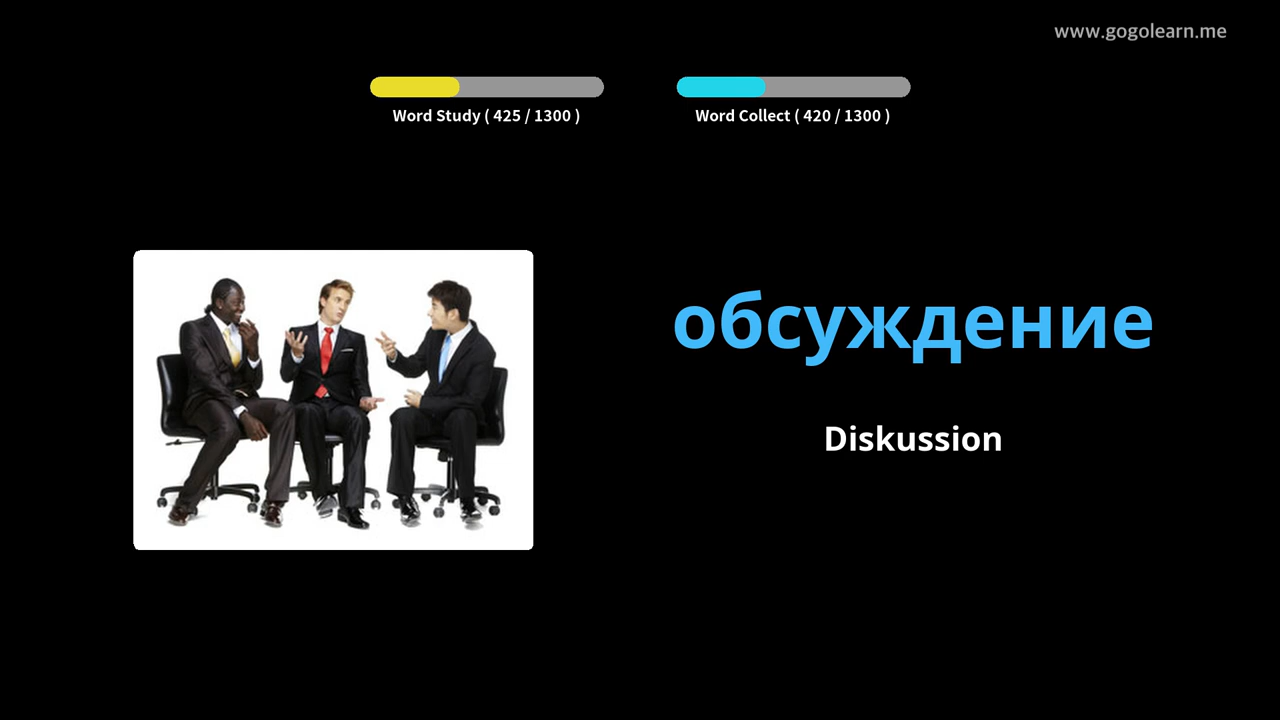 www.gogolearn.me
Word Study ( 425 / 1300 )
Word Collect ( 420 / 1300 )
обсуждение
Diskussion